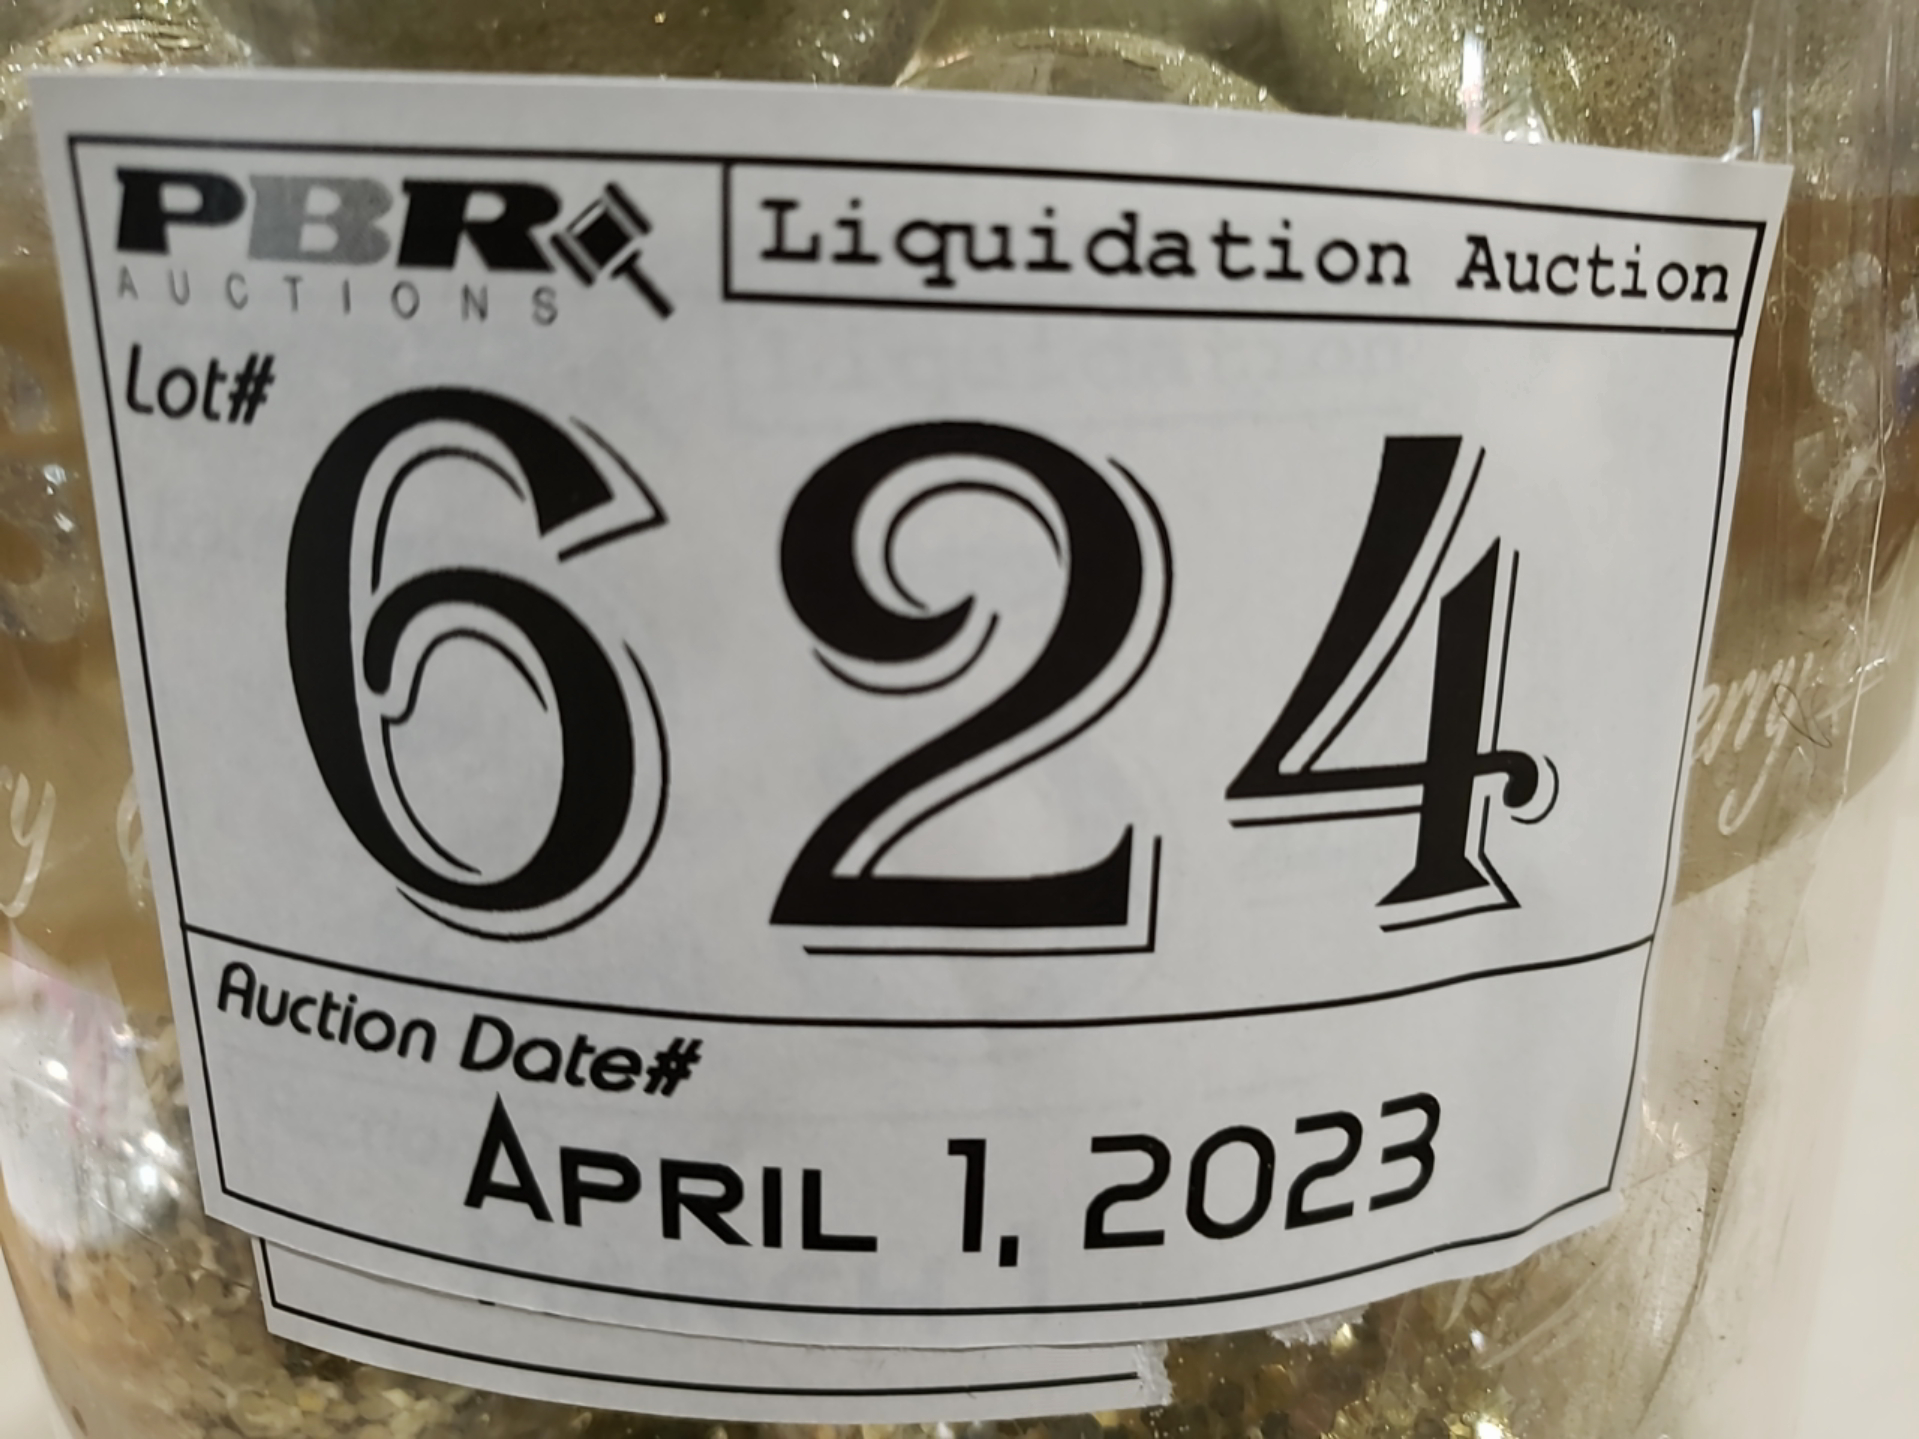 PBR
AUCTIONS
Liquidation Auction
Lot#
624
Auction Date#
APRIL 1, 2023